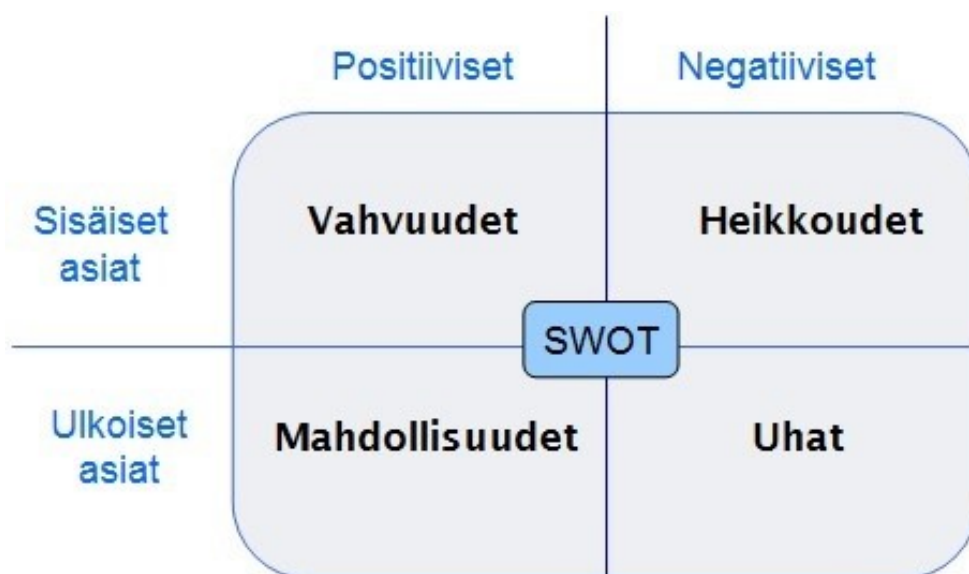 Positiiviset Negatiiviset
Sisäiset
asiat
Vahvuudet Heikkoudet
SWOT
Ulkoiset
asiat
Mahdollisuudet Uhat